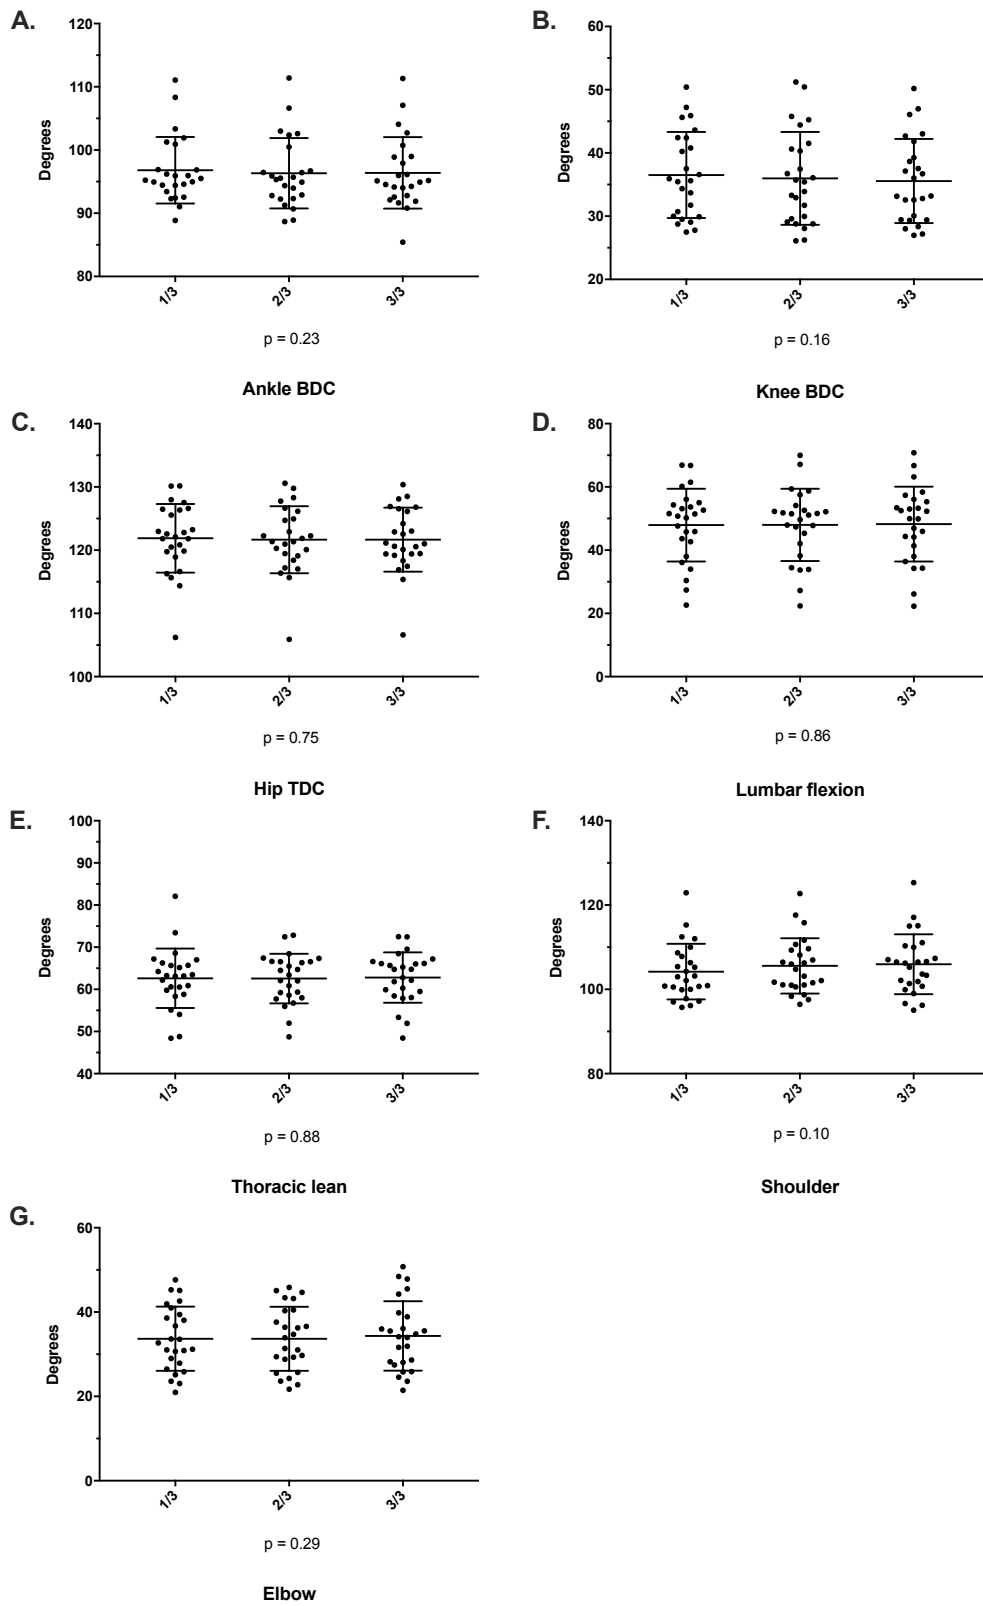 A.
120
110
100
90
80
Degrees
1/3
2/3
3/3
p = 0.23
Ankle BDC
B.
60
50
40
30
20
Degrees
1/3
2/3
3/3
p = 0.16
Knee BDC
C.
140
130
120
110
100
Degrees
1/3
2/3
3/3
p = 0.75
Hip TDC
D.
80
60
40
20
0
Degrees
1/3
2/3
3/3
p = 0.86
Lumbar flexion
E.
100
90
80
70
60
50
40
Degrees
1/3
2/3
3/3
p = 0.88
Thoracic lean
F.
140
120
100
80
Degrees
1/3
2/3
3/3
p = 0.10
Shoulder
G.
60
40
20
0
Degrees
1/3
2/3
3/3
p = 0.29
Elbow